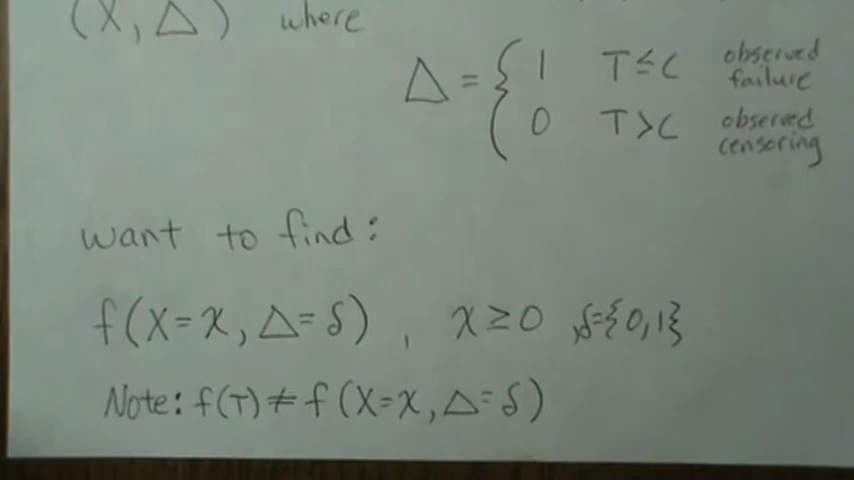 (X, Δ) where
Δ = { 1 T ≤ C observed failure
0 T > C observed censoring
want to find:
f(X=x, Δ=δ), x ≥ 0, δ={0,1}
Note: f(T) ≠ f(X=x, Δ=δ)